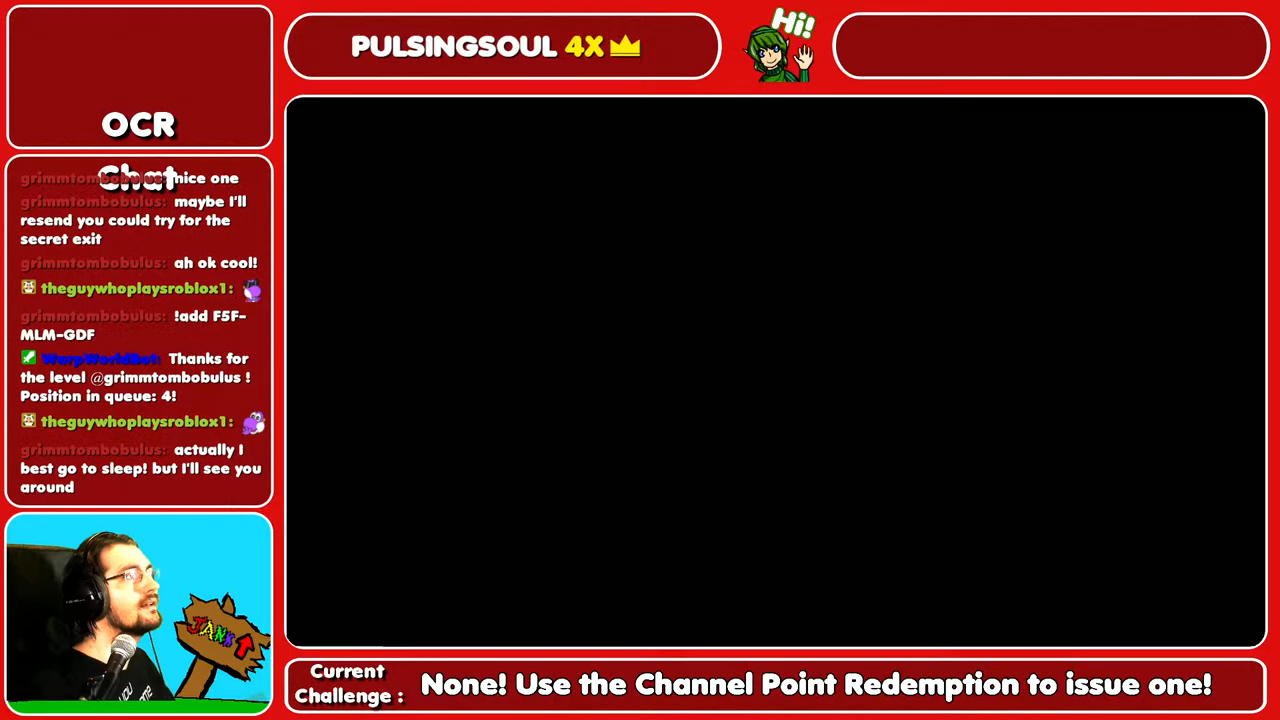 PULSINGSOUL 4X
Hi!
OCR
Chat
grimmtombobulus: nice one
grimmtombobulus: maybe I'll
resend you could try for the
secret exit
grimmtombobulus: ah ok cool!
theguywhoplaysroblox1:
grimmtombobulus: !add F5F-
MLM-GDF
WarpWorldBot: Thanks for
the level @grimmtombobulus !
Position in queue: 4!
theguywhoplaysroblox1:
grimmtombobulus: actually I
best go to sleep! but I'll see you
around
JANK
Current
Challenge :
None! Use the Channel Point Redemption to issue one!